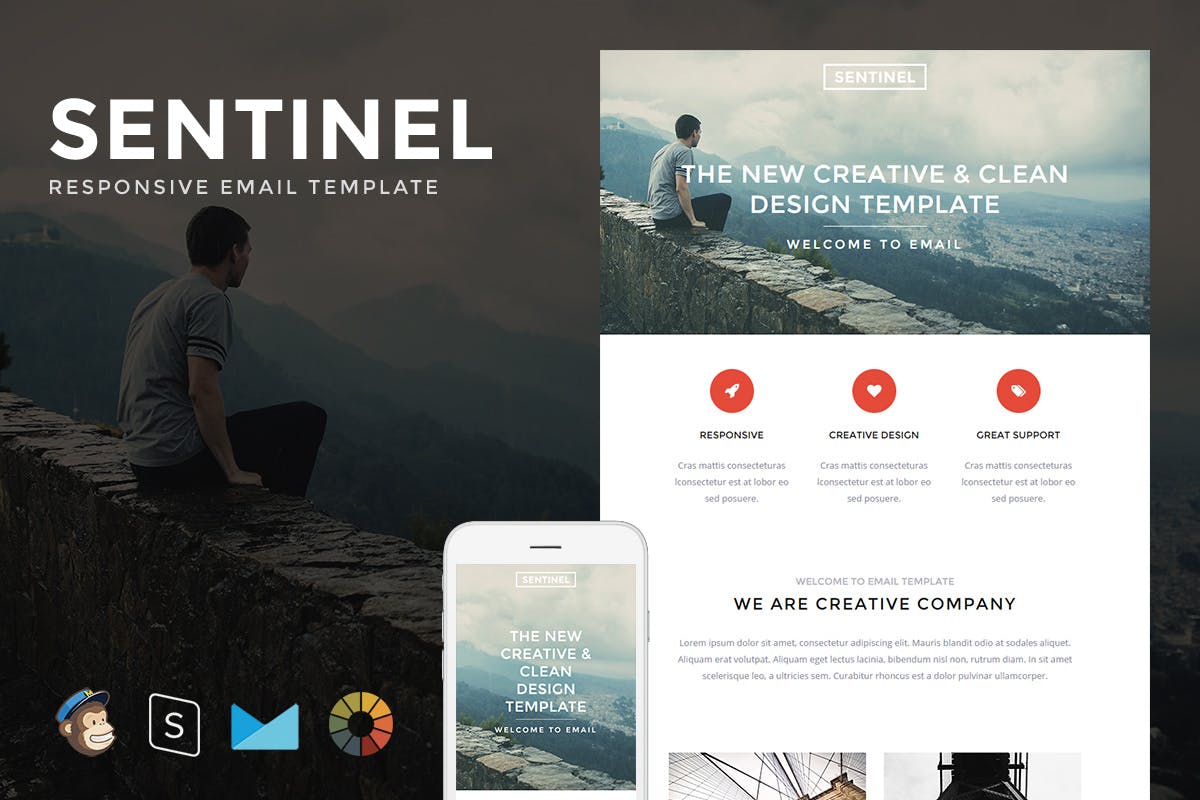 SENTINEL
RESPONSIVE EMAIL TEMPLATE
S
SENTINEL
THE NEW CREATIVE & CLEAN
DESIGN TEMPLATE
WELCOME TO EMAIL
RESPONSIVE
Cras mattis consecteturas
lconsectetur est at lobor eo
sed posuere.
CREATIVE DESIGN
Cras mattis consecteturas
lconsectetur est at lobor eo
sed posuere.
GREAT SUPPORT
Cras mattis consecteturas
lconsectetur est at lobor eo
sed posuere.
WELCOME TO EMAIL TEMPLATE
WE ARE CREATIVE COMPANY
Lorem ipsum dolor sit amet, consectetur adipiscing elit. Mauris blandit odio at sodales aliquet.
Aliquam erat volutpat. Aliquam eget lectus lacinia, bibendum nisl non, rutrum diam. In sit amet
scelerisque leo, a ultricies sem. Curabitur rhoncus est a dolor pulvinar ullamcorper.
SENTINEL
THE NEW
CREATIVE &
CLEAN
DESIGN
TEMPLATE
WELCOME TO EMAIL